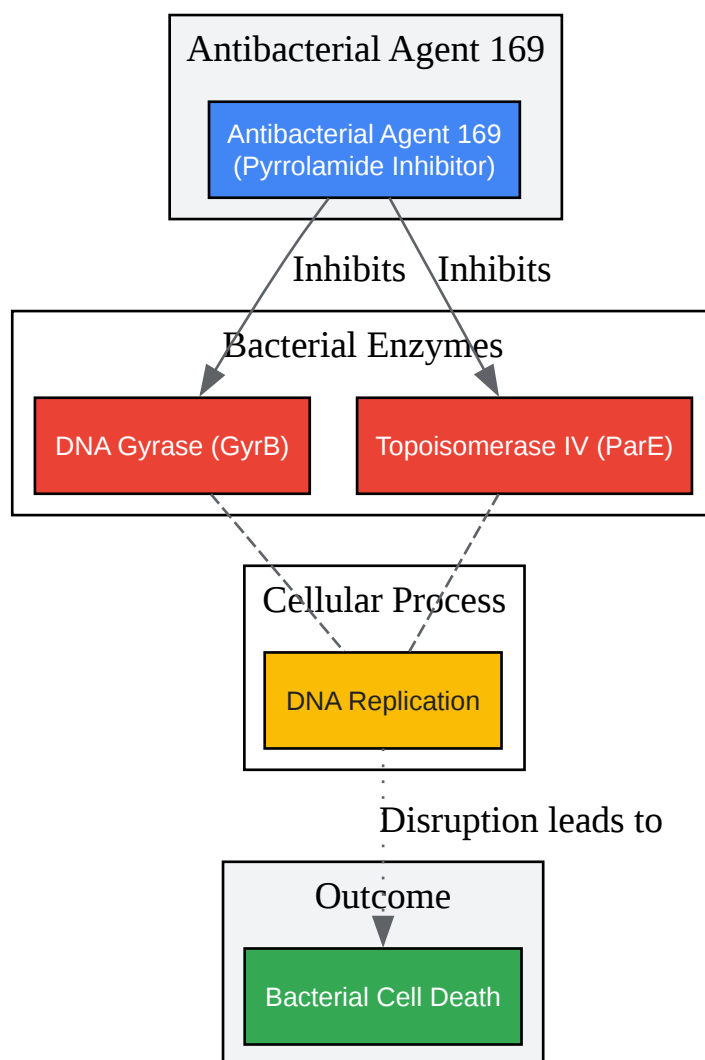 Antibacterial Agent 169
Antibacterial Agent 169
(Pyrrolamide Inhibitor)
Inhibits
Inhibits
Bacterial Enzymes
DNA Gyrase (GyrB)
Topoisomerase IV (ParE)
Cellular Process
DNA Replication
Disruption leads to
Outcome
Bacterial Cell Death